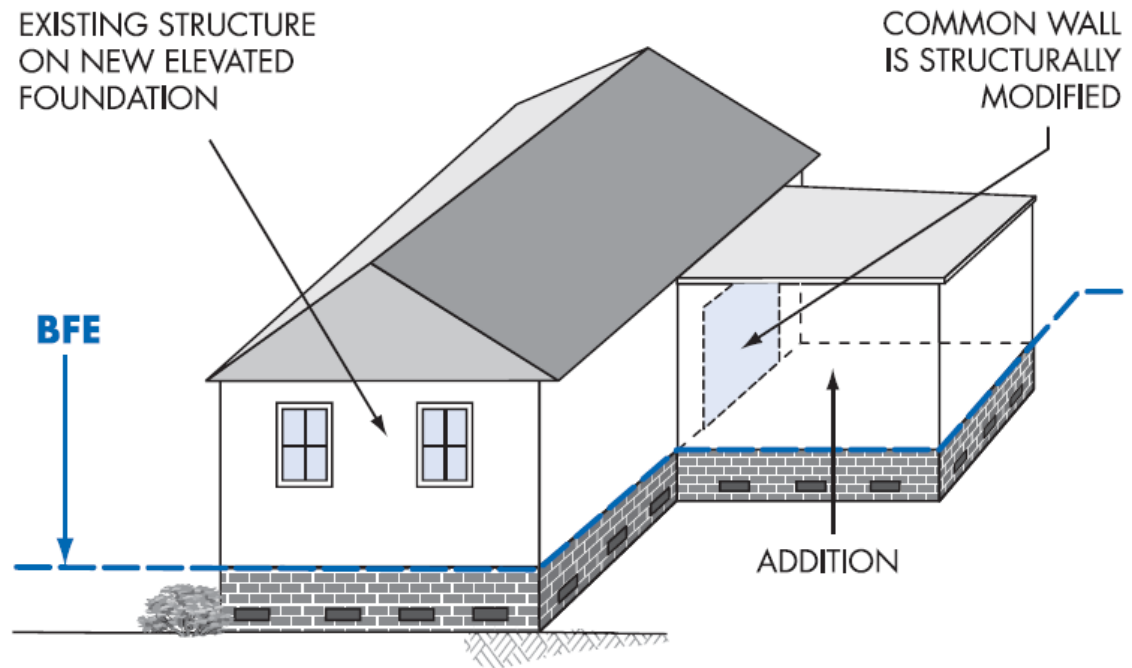 EXISTING STRUCTURE
ON NEW ELEVATED
FOUNDATION
COMMON WALL
IS STRUCTURALLY
MODIFIED
BFE
ADDITION